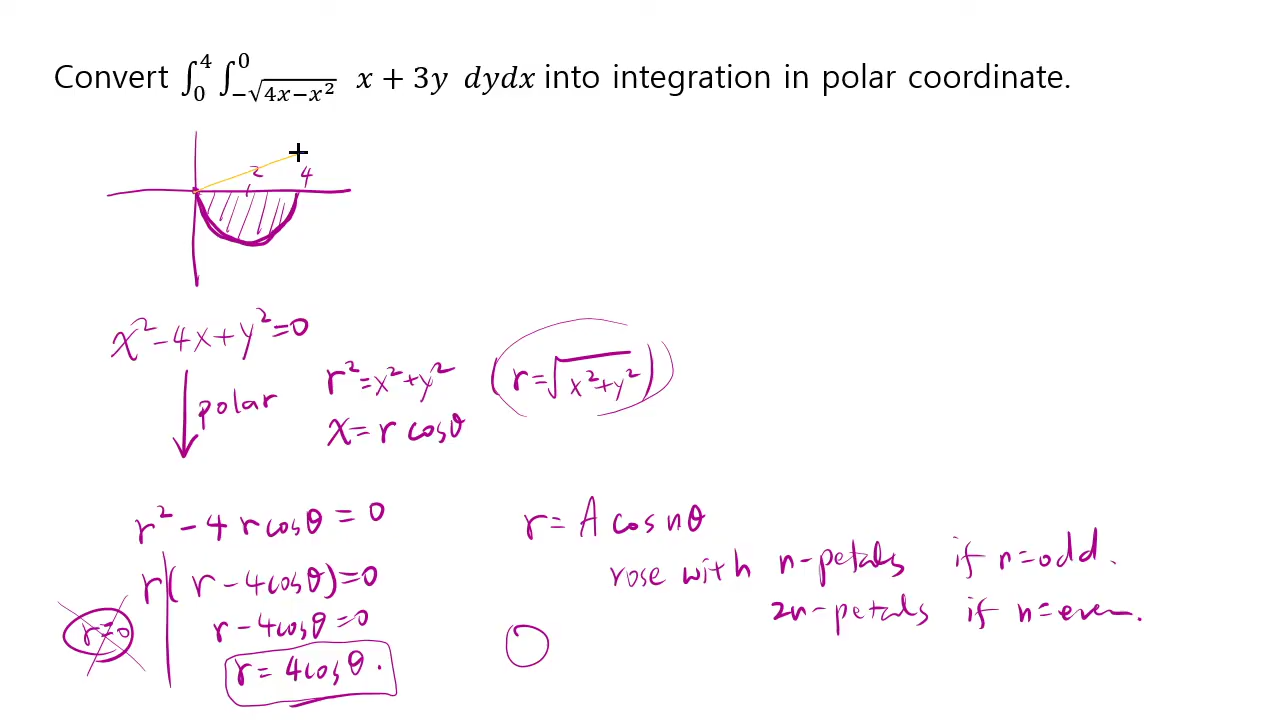 Convert ∫₀⁴ ∫_{-√(4x-x²)}^0 x + 3y dydx into integration in polar coordinate.
2 4
x² - 4x + y² = 0
polar
r² = x² + y² (r = √(x² + y²))
x = r cosθ
r² - 4 r cosθ = 0
r = A cos nθ
rose with n-petals if n = odd.
2n-petals if n = even.
r (r - 4cosθ) = 0
r = 0
r - 4cosθ = 0
r = 4cosθ.